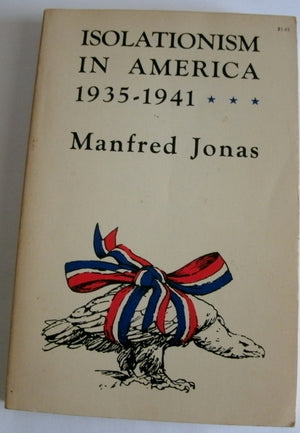 ISOLATIONISM
IN AMERICA
1935-1941 ★ ★ ★
Manfred Jonas